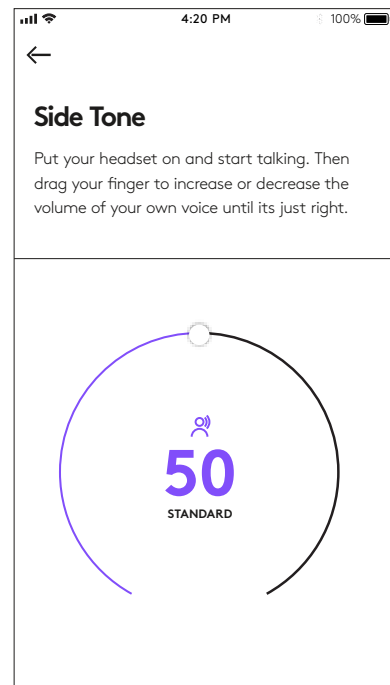 4:20 PM
100%
Side Tone
Put your headset on and start talking. Then
drag your finger to increase or decrease the
volume of your own voice until its just right.
50
STANDARD